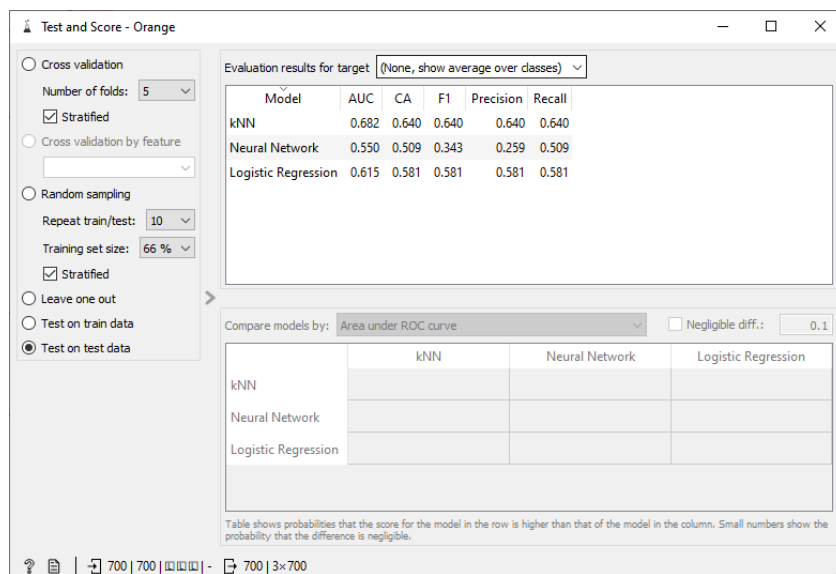 Test and Score - Orange
Cross validation
Number of folds: 5
Stratified
Cross validation by feature
Random sampling
Repeat train/test: 10
Training set size: 66 %
Stratified
Leave one out
Test on train data
Test on test data
Evaluation results for target (None, show average over classes)
Model AUC CA F1 Precision Recall
kNN 0.682 0.640 0.640 0.640 0.640
Neural Network 0.550 0.509 0.343 0.259 0.509
Logistic Regression 0.615 0.581 0.581 0.581 0.581
Compare models by: Area under ROC curve Negligible diff.: 0.1
kNN Neural Network Logistic Regression
kNN
Neural Network
Logistic Regression
Table shows probabilities that the score for the model in the row is higher than that of the model in the column. Small numbers show the
probability that the difference is negligible.
? 700 | 700 | | - 700 | 3×700